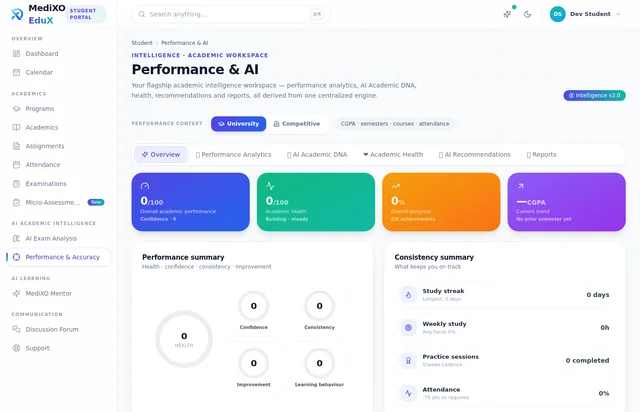 MediXO EduX
STUDENT PORTAL
Search anything...
⌘K
DS
Dev Student
OVERVIEW
Dashboard
Calendar
ACADEMICS
Programs
Academics
Assignments
Attendance
Examinations
Micro-Assessme...
New
AI ACADEMIC INTELLIGENCE
AI Exam Analysis
Performance & Accuracy
AI LEARNING
MediXO Mentor
COMMUNICATION
Discussion Forum
Support
Student > Performance & AI
INTELLIGENCE · ACADEMIC WORKSPACE
Performance & AI
Your flagship academic intelligence workspace — performance analytics, AI Academic DNA,
health, recommendations and reports, all derived from one centralized engine.
Intelligence v2.0
PERFORMANCE CONTEXT
University
Competitive
CGPA · semesters · courses · attendance
Overview
Performance Analytics
AI Academic DNA
Academic Health
AI Recommendations
Reports
0/100
Overall academic performance
Confidence · 0
0/100
Academic health
Building · steady
0%
Overall progress
0/0 achievements
—CGPA
Current trend
No prior semester yet
Performance summary
Health · confidence · consistency · improvement
0
HEALTH
0
Confidence
0
Consistency
0
Improvement
0
Learning behaviour
Consistency summary
What keeps you on track
Study streak
Longest: 0 days
0 days
Weekly study
Avg focus 0%
0h
Practice sessions
0/week cadence
0 completed
Attendance
-75 pts vs required
0%